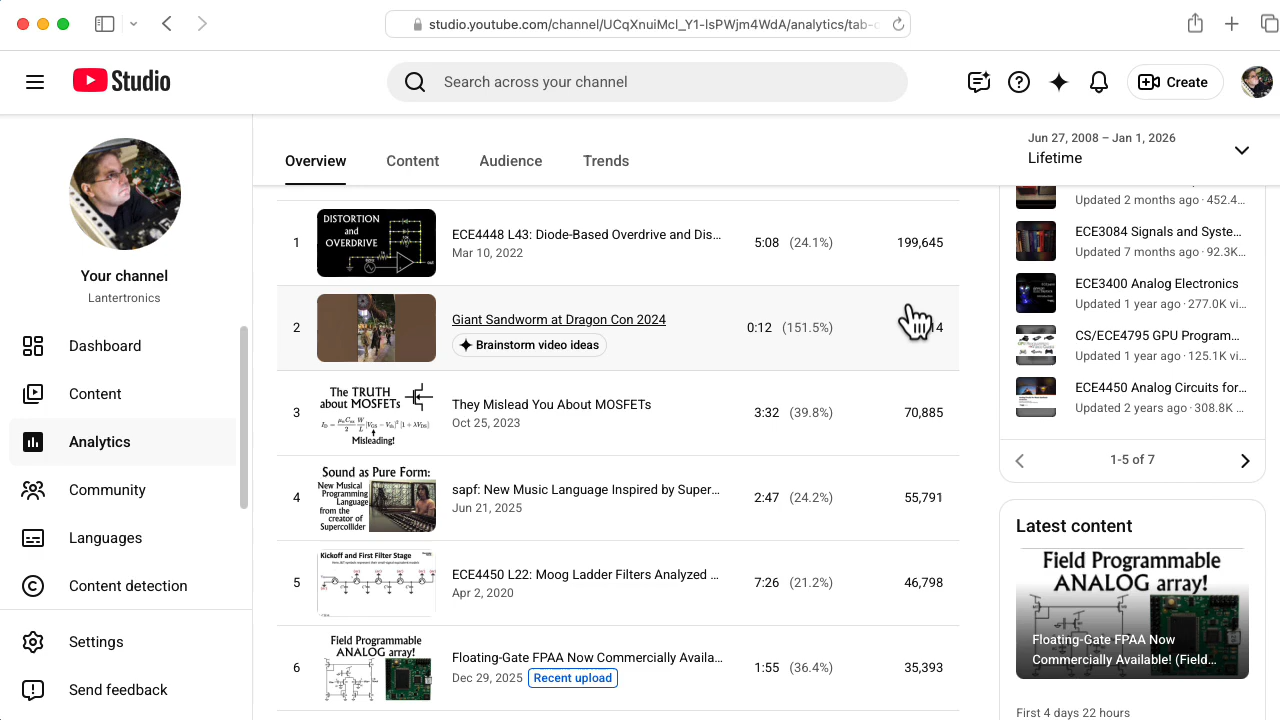 studio.youtube.com/channel/UCqXnuiMcl_Y1-lsPWjm4WdA/analytics/tab-
Studio
Search across your channel
Create
Your channel
Lantertronics
Dashboard
Content
Analytics
Community
Languages
Content detection
Settings
Send feedback
Overview
Content
Audience
Trends
Jun 27, 2008 – Jan 1, 2026
Lifetime
1
DISTORTION
and
OVERDRIVE
ECE4448 L43: Diode-Based Overdrive and Dis…
Mar 10, 2022
5:08 (24.1%)
199,645
2
Giant Sandworm at Dragon Con 2024
Brainstorm video ideas
0:12 (151.5%)
14
3
The TRUTH
about MOSFETs
Misleading!
They Mislead You About MOSFETs
Oct 25, 2023
3:32 (39.8%)
70,885
4
Sound as Pure Form:
New Musical
Programming
Language
from the
creator of
Supercollider
sapf: New Music Language Inspired by Super…
Jun 21, 2025
2:47 (24.2%)
55,791
5
Kickoff and First Filter Stage
ECE4450 L22: Moog Ladder Filters Analyzed …
Apr 2, 2020
7:26 (21.2%)
46,798
6
Field Programmable
ANALOG array!
Floating-Gate FPAA Now Commercially Availa…
Dec 29, 2025 Recent upload
1:55 (36.4%)
35,393
Updated 2 months ago · 452.4…
ECE3084 Signals and Syste…
Updated 7 months ago · 92.3K…
ECE3400 Analog Electronics
Updated 1 year ago · 277.0K vi…
CS/ECE4795 GPU Program…
Updated 1 year ago · 125.1K vi…
ECE4450 Analog Circuits for…
Updated 2 years ago · 308.8K …
1-5 of 7
Latest content
Field Programmable
ANALOG array!
Floating-Gate FPAA Now
Commercially Available! (Field…
First 4 days 22 hours